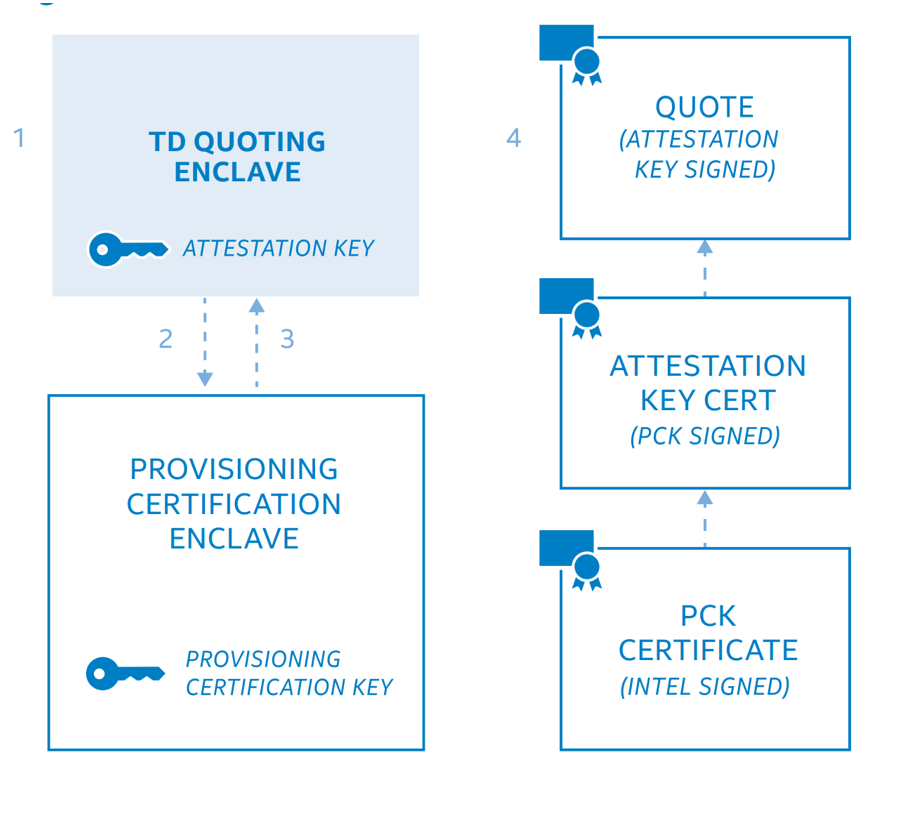 1
TD QUOTING
ENCLAVE
ATTESTATION KEY
2
3
PROVISIONING
CERTIFICATION
ENCLAVE
PROVISIONING
CERTIFICATION KEY
4
QUOTE
(ATTESTATION
KEY SIGNED)
ATTESTATION
KEY CERT
(PCK SIGNED)
PCK
CERTIFICATE
(INTEL SIGNED)